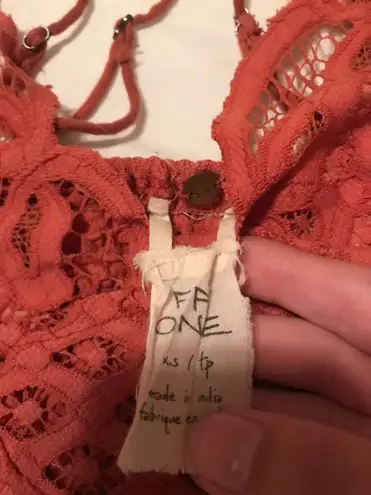 FP
ONE
xs / tp
made in india
fabrique en